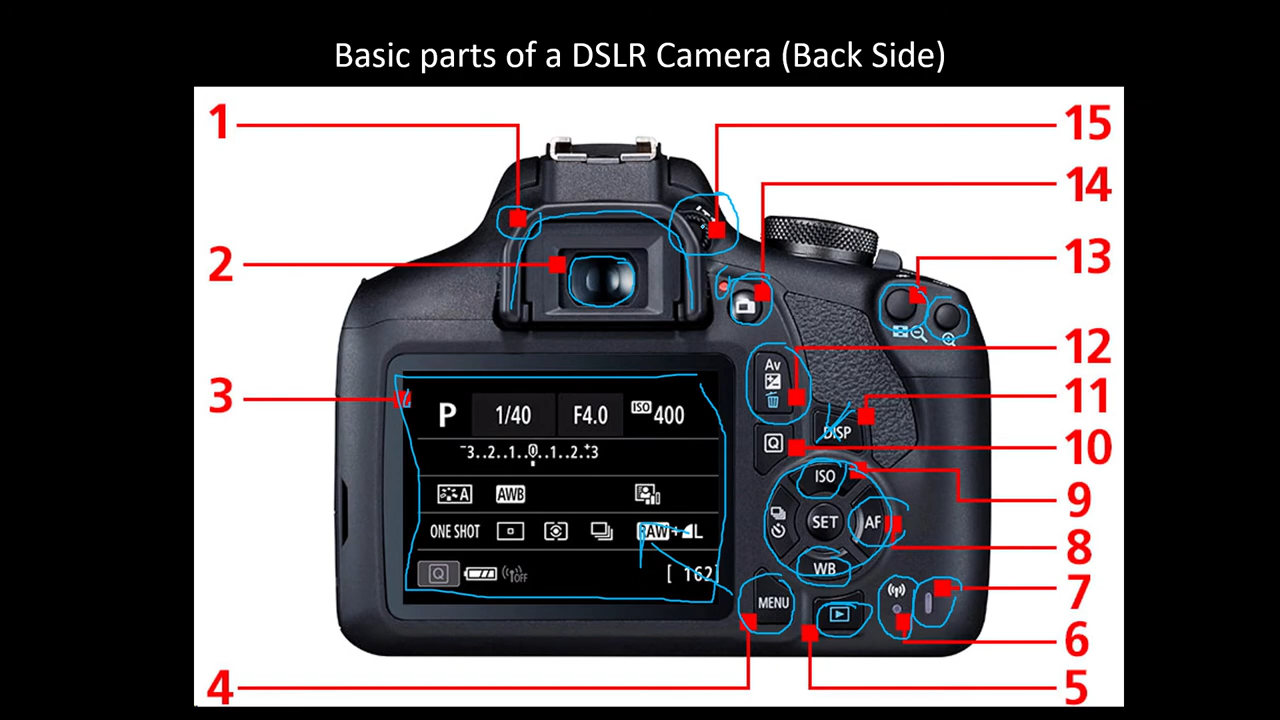 Basic parts of a DSLR Camera (Back Side)
1
15
14
2
13
12
3
11
10
9
8
7
6
5
4
P 1/40 F4.0 ISO 400
-3..2..1..0..1..2.+3
A AWB
ONE SHOT RAW+L
Q OFF [ 162]
Av
DISP
Q
ISO
SET AF
WB
MENU